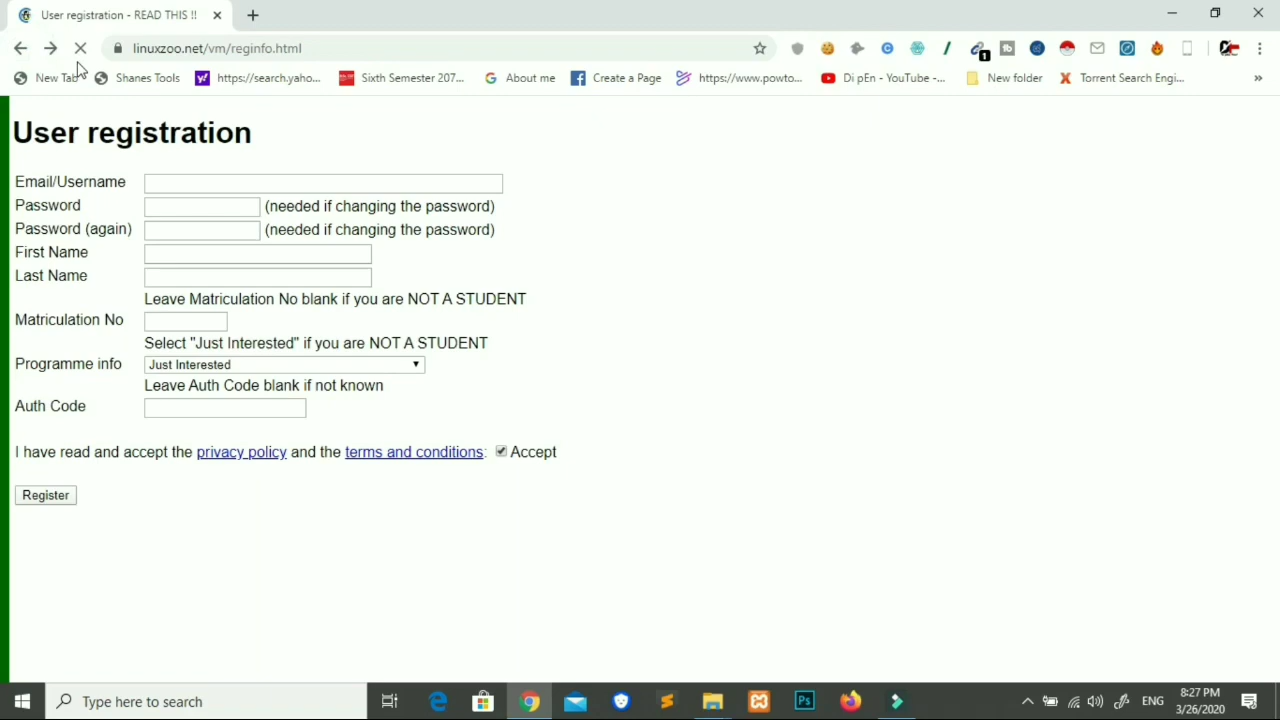 User registration - READ THIS !!
linuxzoo.net/vm/reginfo.html
1
New Tab
Shanes Tools
https://search.yaho...
Sixth Semester 207...
About me
Create a Page
https://www.powto...
Di pEn - YouTube -...
New folder
Torrent Search Engi...
»
User registration
Email/Username
Password (needed if changing the password)
Password (again) (needed if changing the password)
First Name
Last Name
Leave Matriculation No blank if you are NOT A STUDENT
Matriculation No
Select "Just Interested" if you are NOT A STUDENT
Programme info Just Interested
Leave Auth Code blank if not known
Auth Code
I have read and accept the privacy policy and the terms and conditions: Accept
Register
Type here to search
Ps
ENG
8:27 PM
3/26/2020